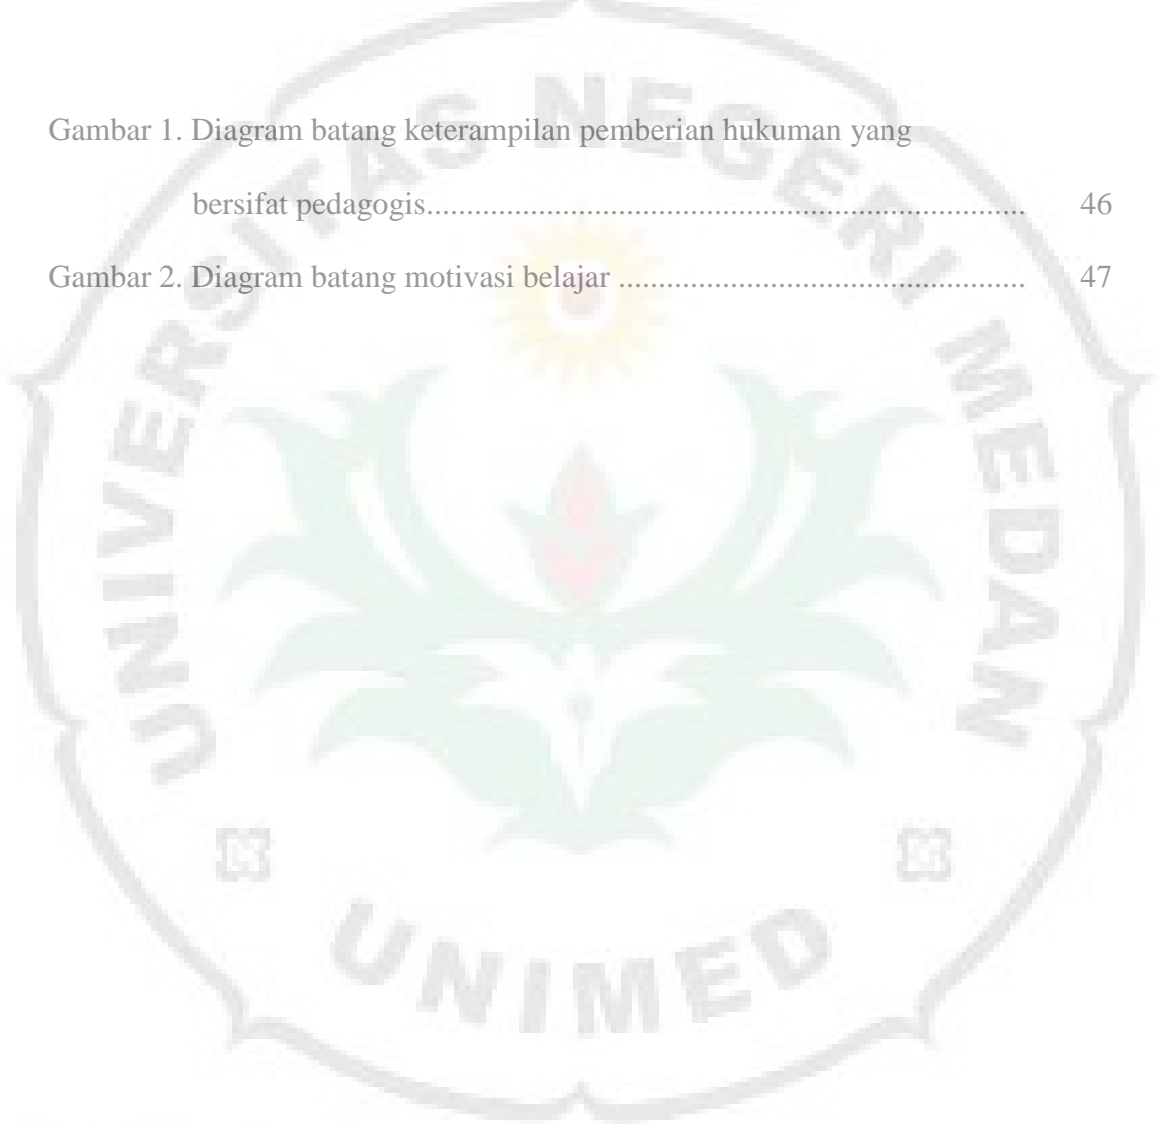 Gambar 1. Diagram batang keterampilan pemberian hukuman yang
bersifat pedagogis........................................................................... 46
Gambar 2. Diagram batang motivasi belajar ................................................... 47
UNIVERSITAS NEGERI MEDAN
UNIMED